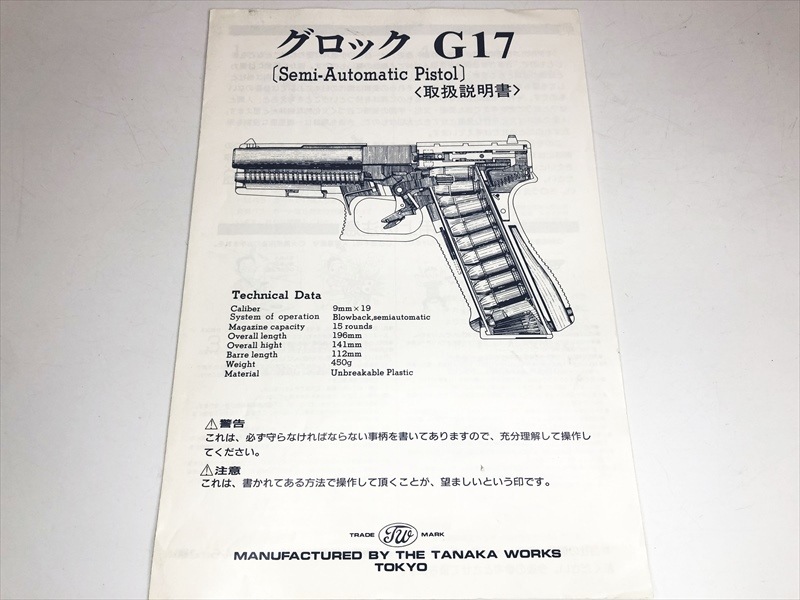 グロック G17
〔Semi-Automatic Pistol〕
〈取扱説明書〉
Technical Data
Caliber 9mm×19
System of operation Blowback,semiautomatic
Magazine capacity 15 rounds
Overall length 196mm
Overall hight 141mm
Barre length 112mm
Weight 450g
Material Unbreakable Plastic
⚠警告
これは、必ず守らなければならない事柄を書いてありますので、充分理解して操作し
てください。
⚠注意
これは、書かれてある方法で操作して頂くことが、望ましいという印です。
TRADE TW MARK
MANUFACTURED BY THE TANAKA WORKS
TOKYO